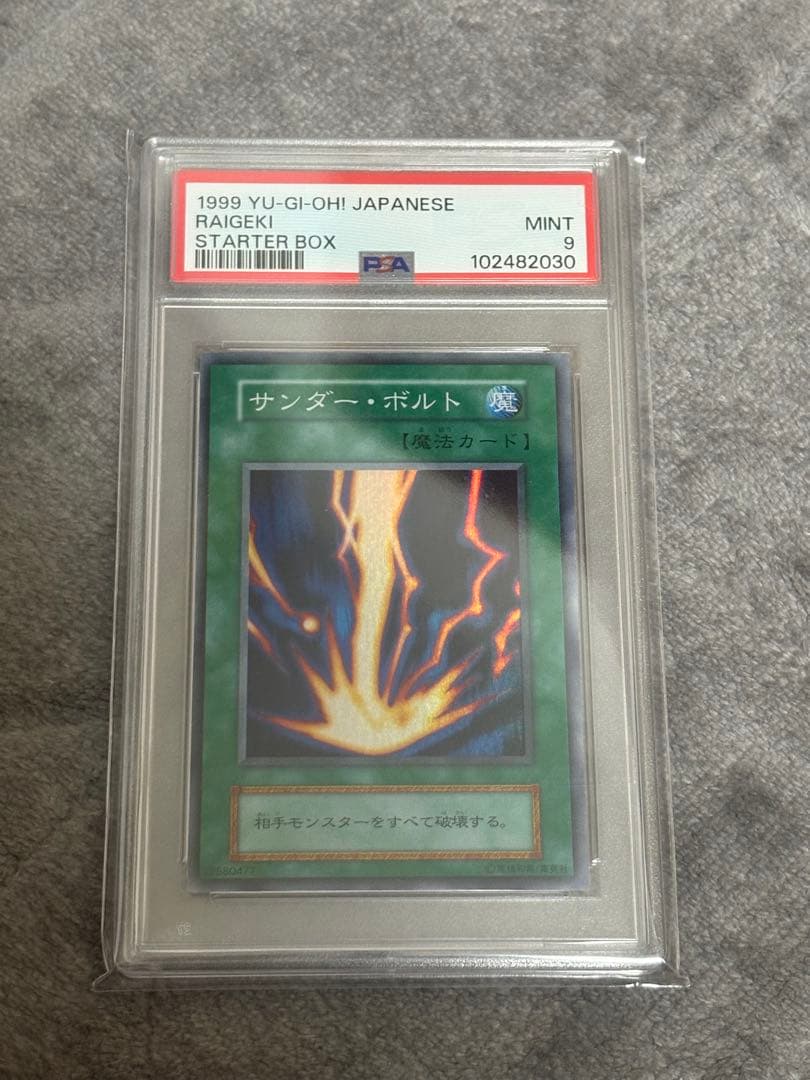 1999 YU-GI-OH! JAPANESE
RAIGEKI MINT
STARTER BOX 9
PSA 102482030
サンダー・ボルト 魔
【魔法カード】
相手モンスターをすべて破壊する。